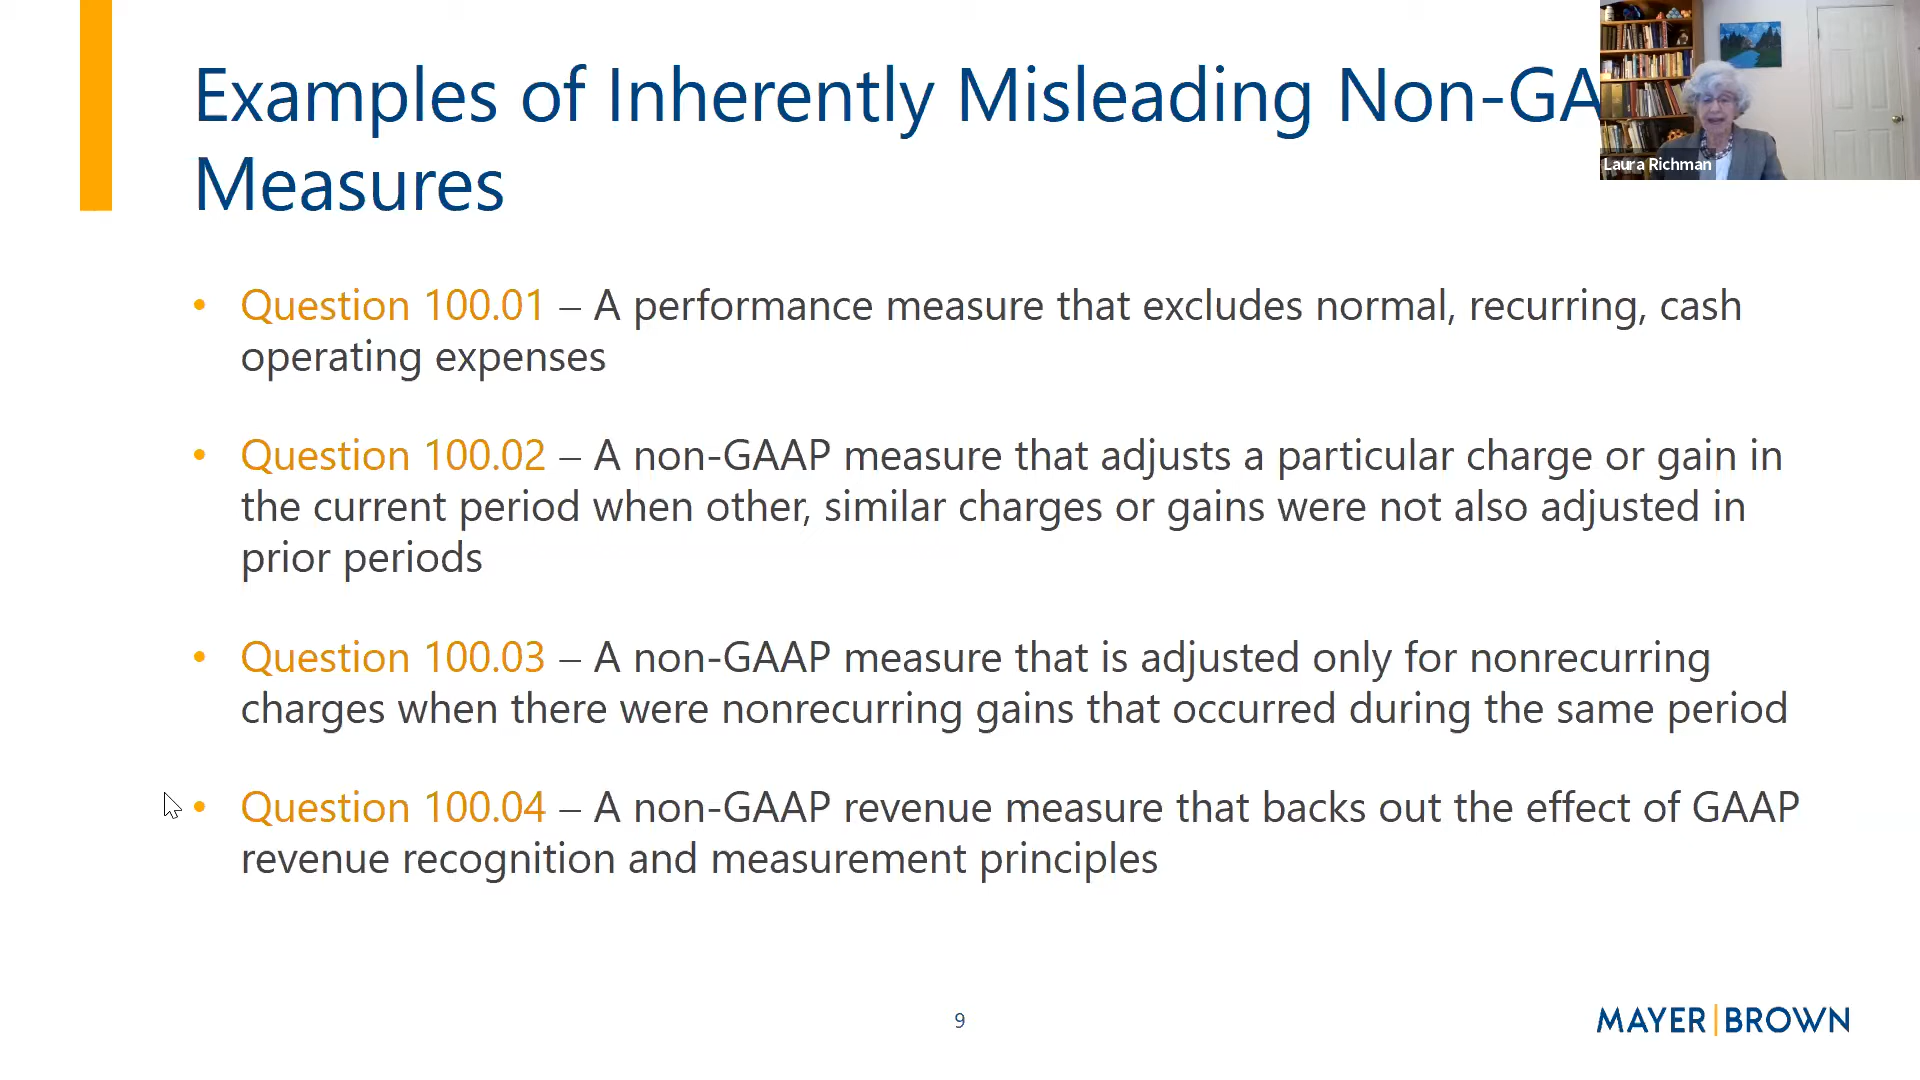 Examples of Inherently Misleading Non-GA
Measures
Laura Richman
• Question 100.01 – A performance measure that excludes normal, recurring, cash
operating expenses
• Question 100.02 – A non-GAAP measure that adjusts a particular charge or gain in
the current period when other, similar charges or gains were not also adjusted in
prior periods
• Question 100.03 – A non-GAAP measure that is adjusted only for nonrecurring
charges when there were nonrecurring gains that occurred during the same period
• Question 100.04 – A non-GAAP revenue measure that backs out the effect of GAAP
revenue recognition and measurement principles
9
MAYER | BROWN